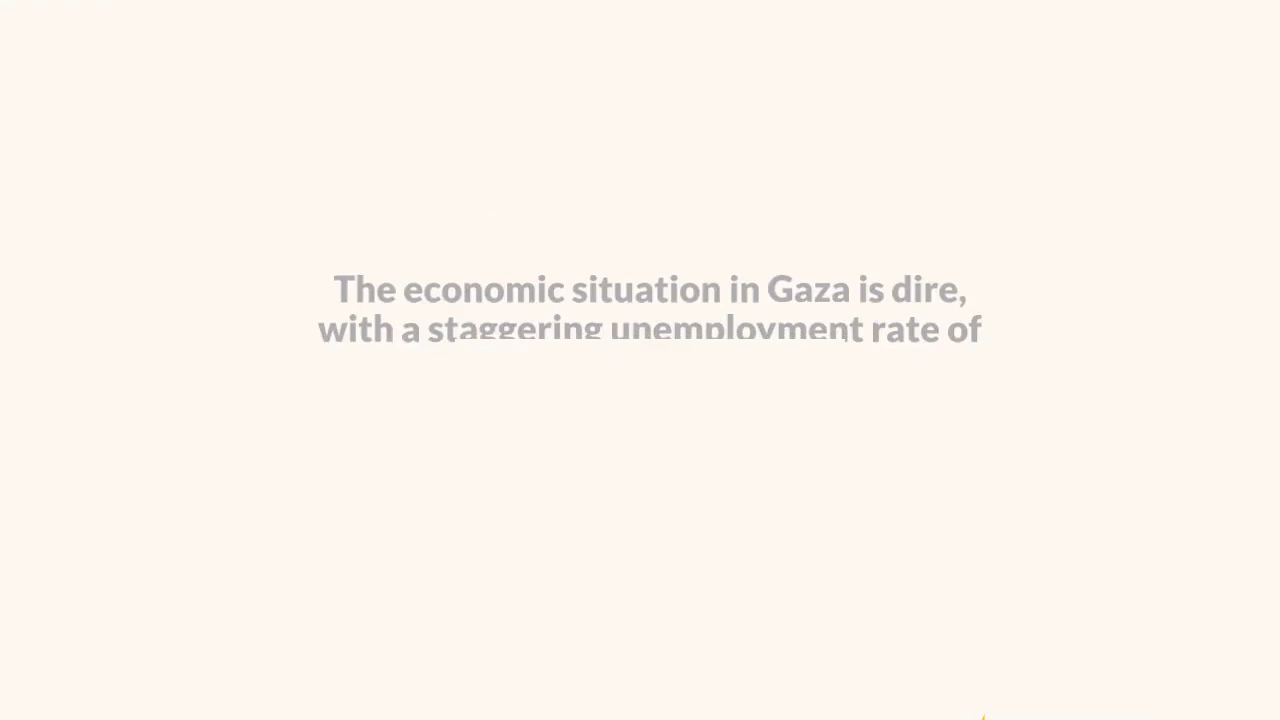 The economic situation in Gaza is dire,
with a staggering unemployment rate of